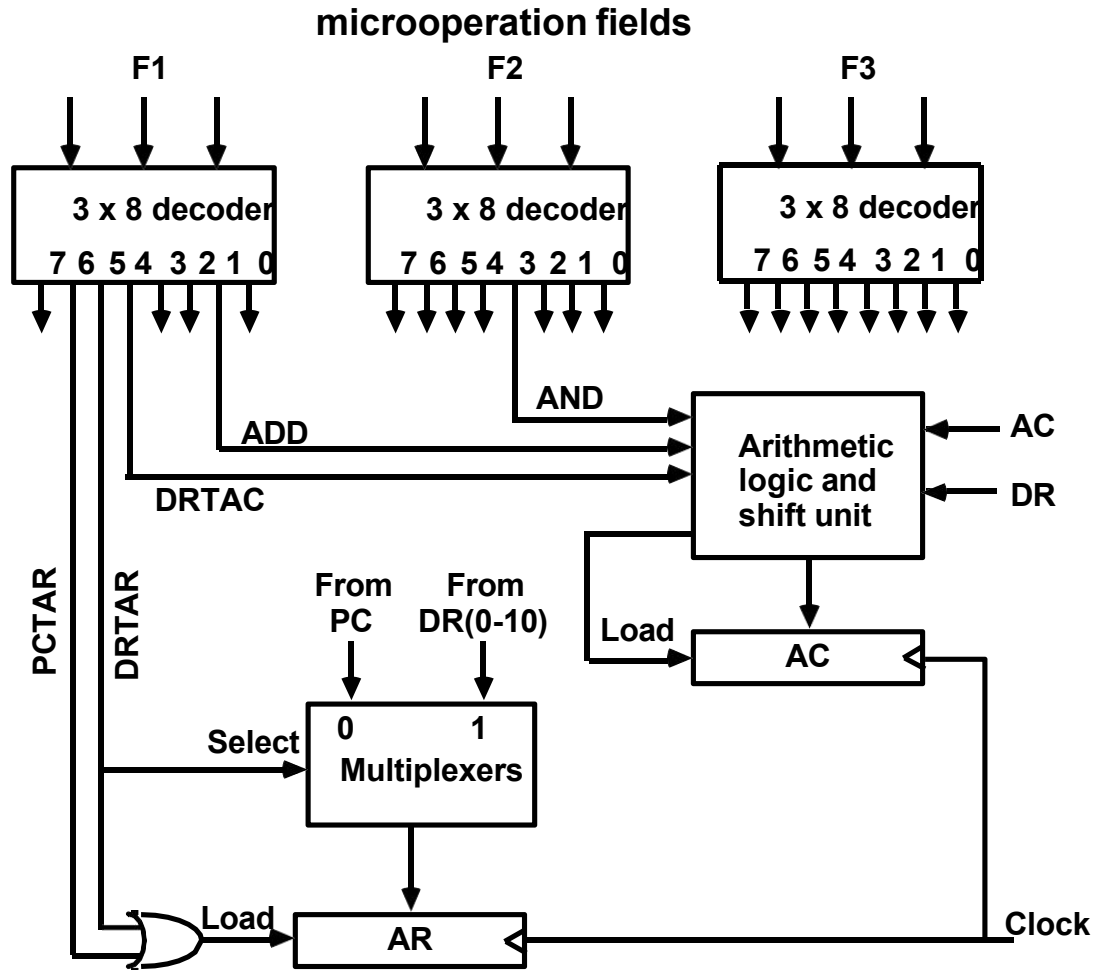 microoperation fields
F1
F2
F3
3 x 8 decoder
7 6 5 4 3 2 1 0
3 x 8 decoder
7 6 5 4 3 2 1 0
3 x 8 decoder
7 6 5 4 3 2 1 0
AND
ADD
DRTAC
Arithmetic
logic and
shift unit
AC
DR
PCTAR
DRTAR
From
PC
From
DR(0-10)
Load
AC
Select
0 1
Multiplexers
Load
AR
Clock